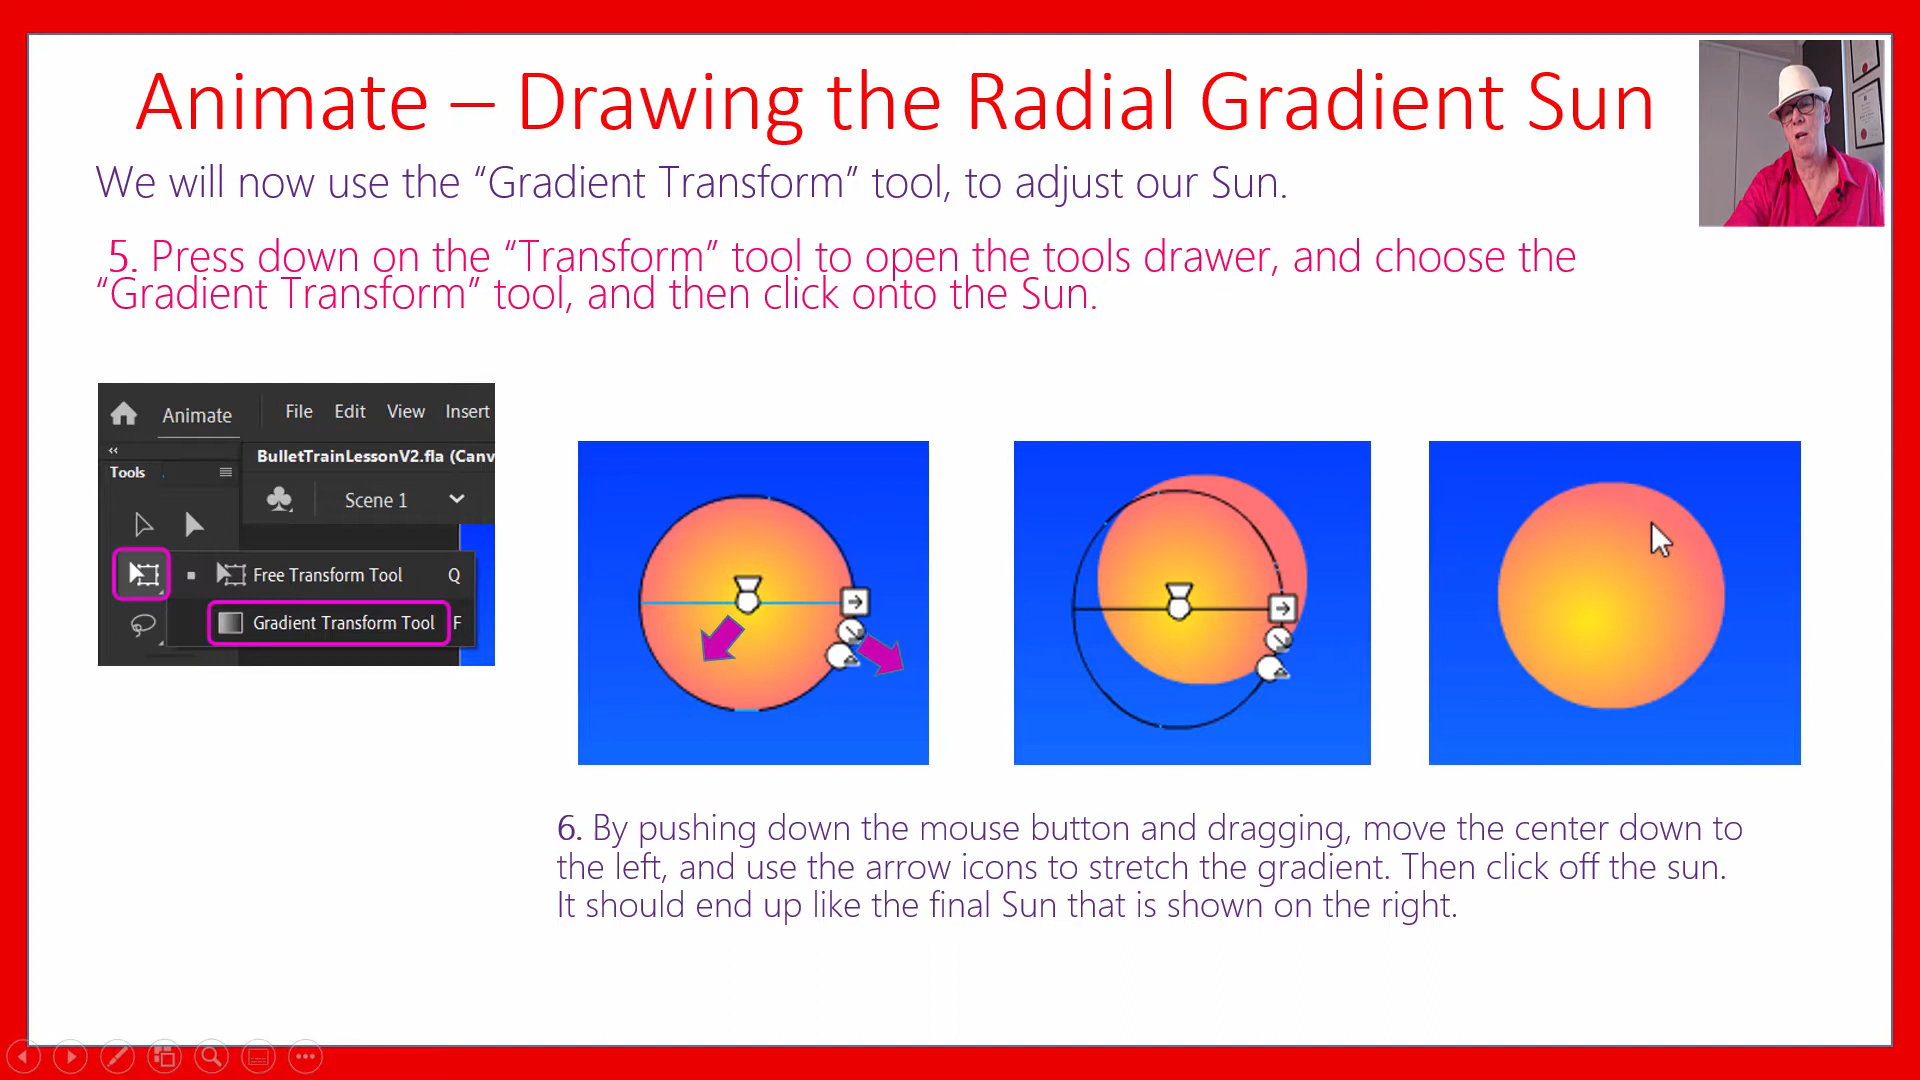 Animate – Drawing the Radial Gradient Sun
We will now use the “Gradient Transform” tool, to adjust our Sun.
5. Press down on the “Transform” tool to open the tools drawer, and choose the
“Gradient Transform” tool, and then click onto the Sun.
Animate File Edit View Insert
BulletTrainLessonV2.fla (Canv
Tools
Scene 1
Free Transform Tool Q
Gradient Transform Tool F
6. By pushing down the mouse button and dragging, move the center down to
the left, and use the arrow icons to stretch the gradient. Then click off the sun.
It should end up like the final Sun that is shown on the right.